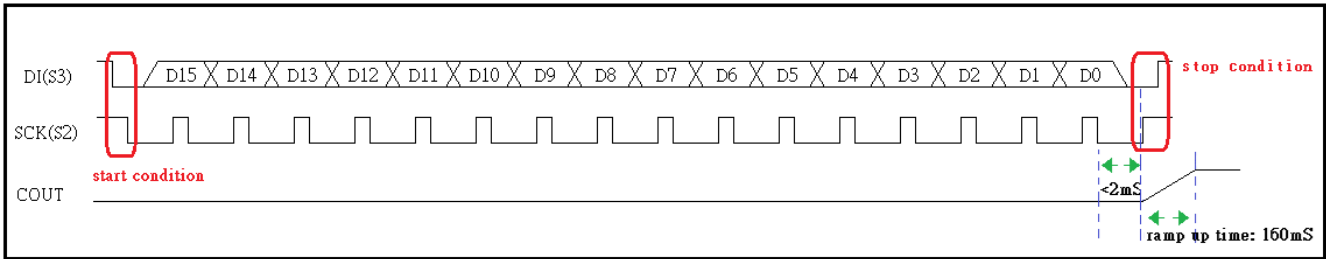 DI(S3) D15 D14 D13 D12 D11 D10 D9 D8 D7 D6 D5 D4 D3 D2 D1 D0 stop condition
SCK(S2)
start condition
<2mS
COUT
ramp up time: 160mS